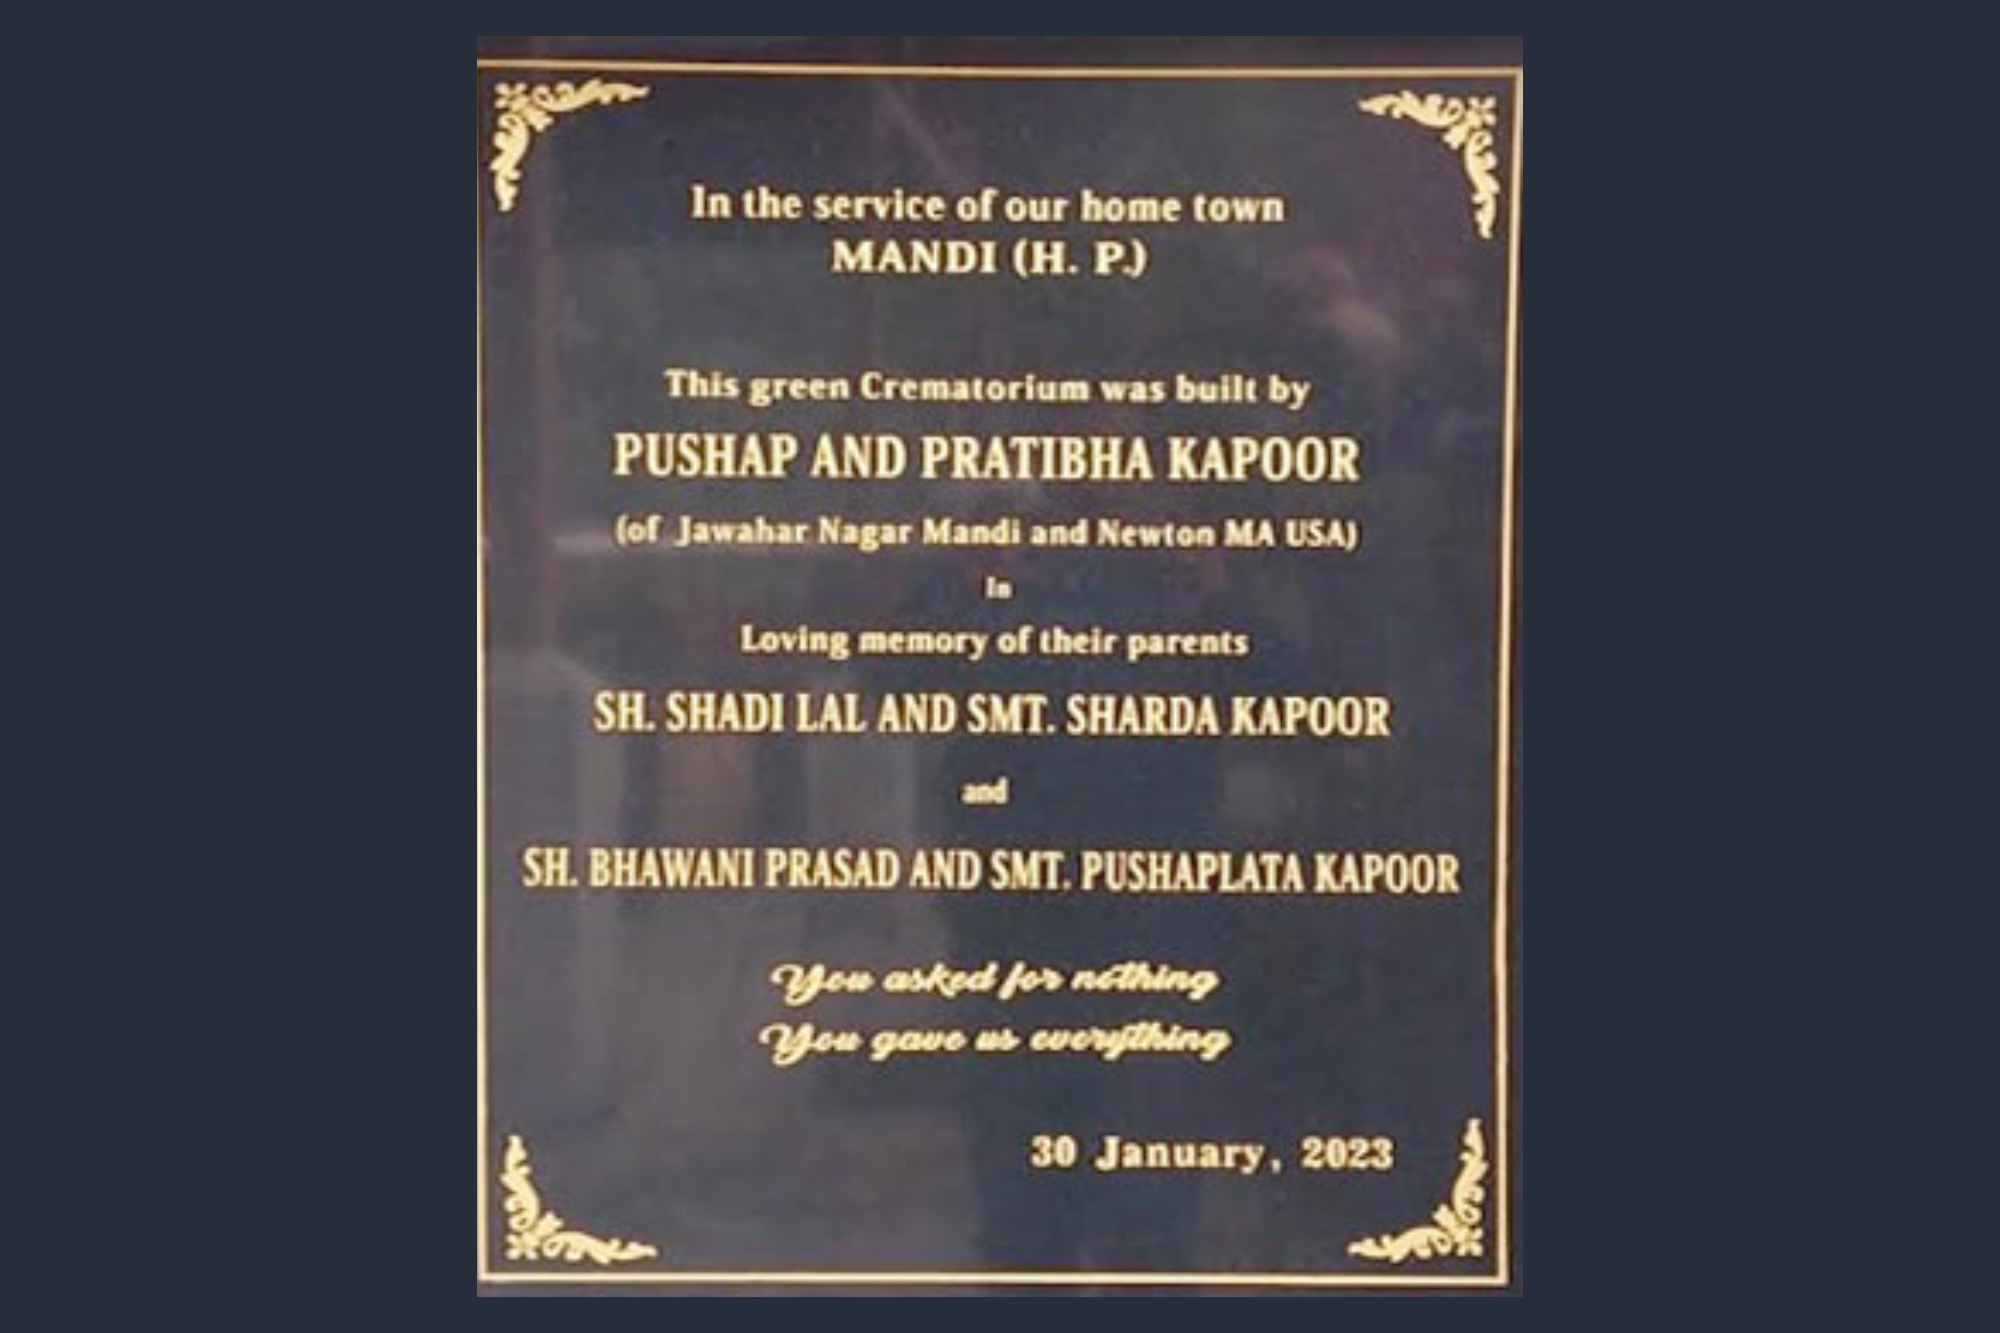 In the service of our home town
MANDI (H. P.)
This green Crematorium was built by
PUSHAP AND PRATIBHA KAPOOR
(of Jawahar Nagar Mandi and Newton MA USA)
In
Loving memory of their parents
SH. SHADI LAL AND SMT. SHARDA KAPOOR
and
SH. BHAWANI PRASAD AND SMT. PUSHAPLATA KAPOOR
You asked for nothing
You gave us everything
30 January, 2023